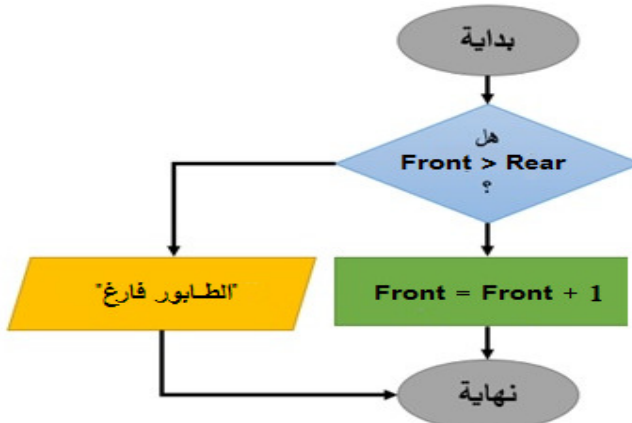 بداية
هل
Front > Rear
؟
"الطابور فارغ"
Front = Front + 1
نهاية